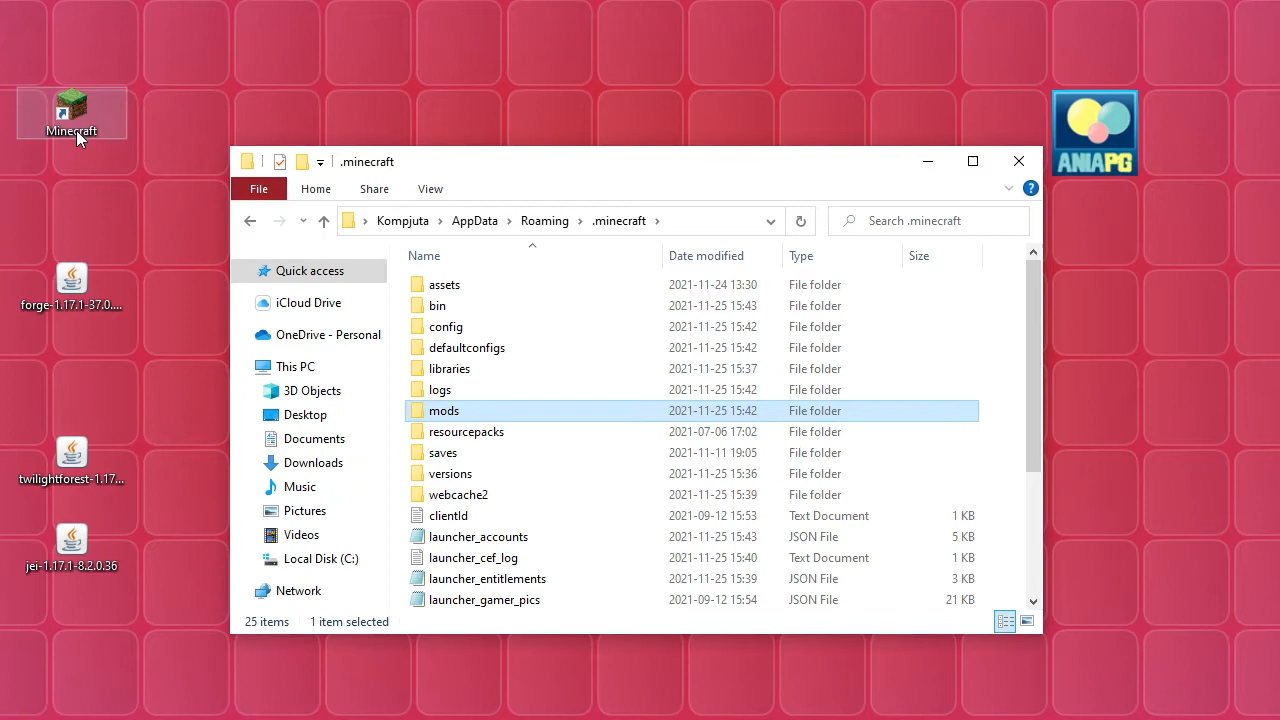 Minecraft
forge-1.17.1-37.0....
twilightforest-1.17...
jei-1.17.1-8.2.0.36
ANIAPG
.minecraft
File Home Share View
Kompjuta AppData Roaming .minecraft
Search .minecraft
Quick access
iCloud Drive
OneDrive - Personal
This PC
3D Objects
Desktop
Documents
Downloads
Music
Pictures
Videos
Local Disk (C:)
Network
Name Date modified Type Size
assets 2021-11-24 13:30 File folder
bin 2021-11-25 15:43 File folder
config 2021-11-25 15:42 File folder
defaultconfigs 2021-11-25 15:42 File folder
libraries 2021-11-25 15:37 File folder
logs 2021-11-25 15:42 File folder
mods 2021-11-25 15:42 File folder
resourcepacks 2021-07-06 17:02 File folder
saves 2021-11-11 19:05 File folder
versions 2021-11-25 15:36 File folder
webcache2 2021-11-25 15:39 File folder
clientId 2021-09-12 15:53 Text Document 1 KB
launcher_accounts 2021-11-25 15:43 JSON File 5 KB
launcher_cef_log 2021-11-25 15:40 Text Document 1 KB
launcher_entitlements 2021-11-25 15:39 JSON File 3 KB
launcher_gamer_pics 2021-09-12 15:54 JSON File 21 KB
25 items 1 item selected